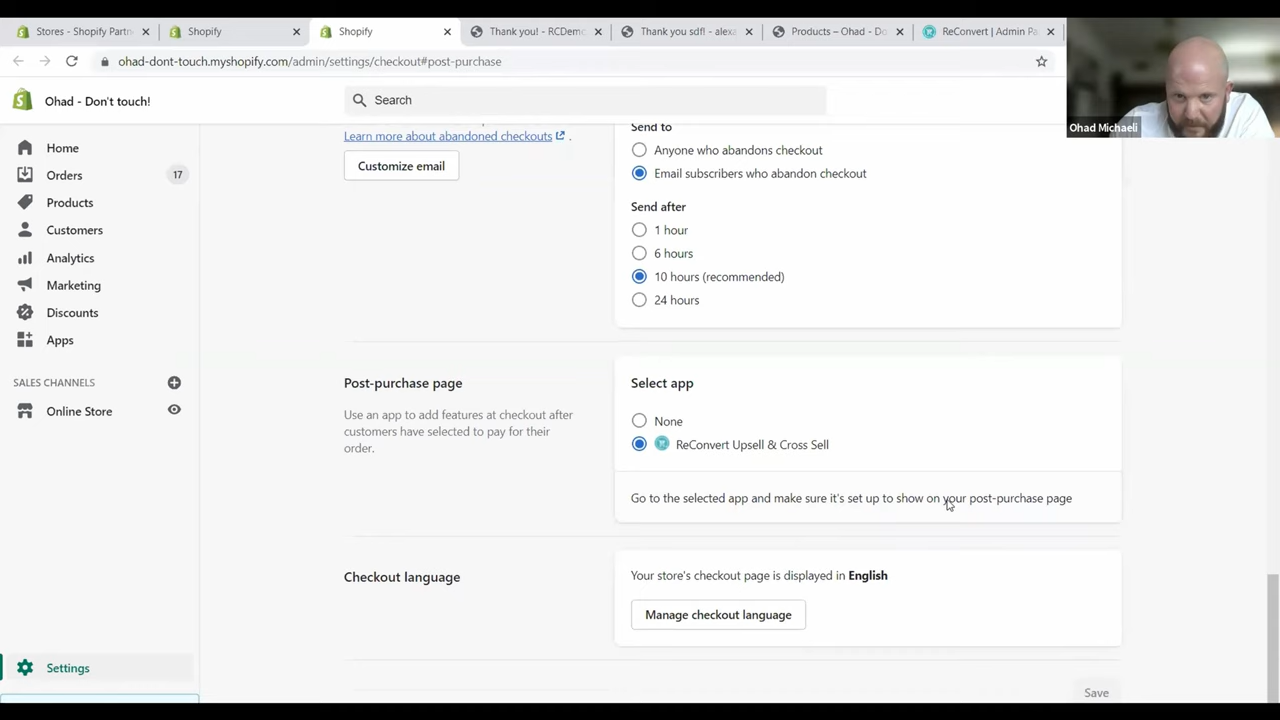 Stores - Shopify Partn
Shopify
Shopify
Thank you! - RCDemo
Thank you sdf! - alexa
Products – Ohad - Do
ReConvert | Admin Pa
ohad-dont-touch.myshopify.com/admin/settings/checkout#post-purchase
Ohad - Don't touch!
Search
Ohad Michaeli
Home
Orders
17
Products
Customers
Analytics
Marketing
Discounts
Apps
SALES CHANNELS
Online Store
Settings
Learn more about abandoned checkouts .
Customize email
Send to
Anyone who abandons checkout
Email subscribers who abandon checkout
Send after
1 hour
6 hours
10 hours (recommended)
24 hours
Post-purchase page
Use an app to add features at checkout after
customers have selected to pay for their
order.
Select app
None
ReConvert Upsell & Cross Sell
Go to the selected app and make sure it's set up to show on your post-purchase page
Checkout language
Your store's checkout page is displayed in English
Manage checkout language
Save